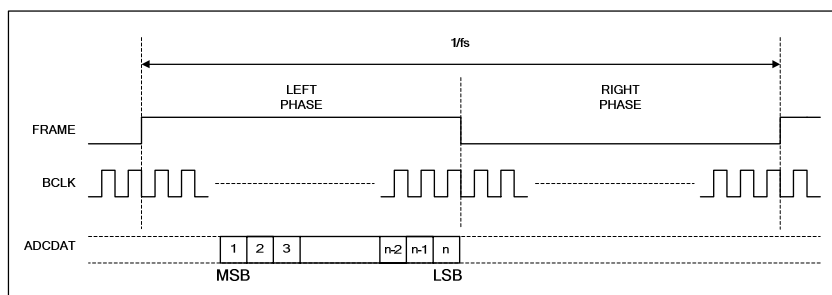 1/fs
LEFT
PHASE
RIGHT
PHASE
FRAME
BCLK
ADCDAT
1 2 3 n-2 n-1 n
MSB LSB